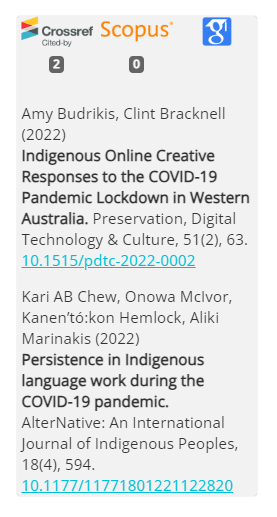 Crossref Scopus®
Cited-by
2 0
Amy Budrikis, Clint Bracknell
(2022)
Indigenous Online Creative
Responses to the COVID-19
Pandemic Lockdown in Western
Australia. Preservation, Digital
Technology & Culture, 51(2), 63.
10.1515/pdtc-2022-0002
Kari AB Chew, Onowa McIvor,
Kanen’tó:kon Hemlock, Aliki
Marinakis (2022)
Persistence in Indigenous
language work during the
COVID-19 pandemic.
AlterNative: An International
Journal of Indigenous Peoples,
18(4), 594.
10.1177/11771801221122820